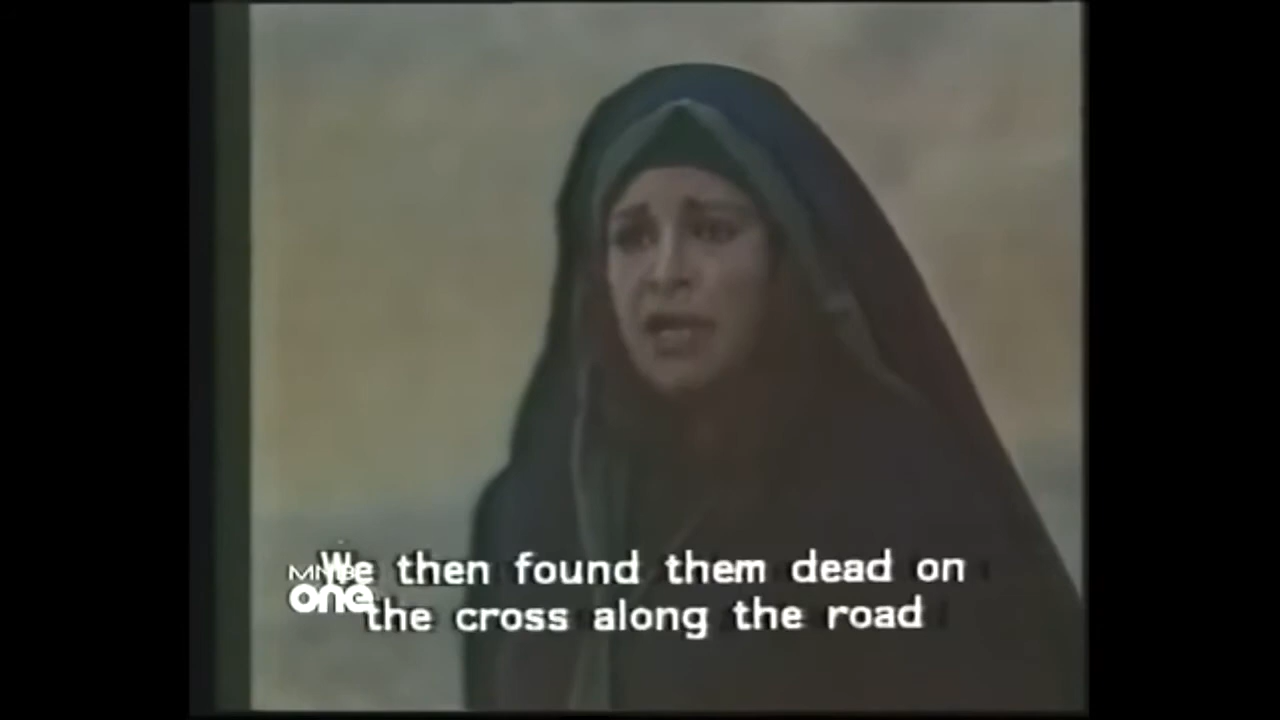 We then found them dead on
the cross along the road
one